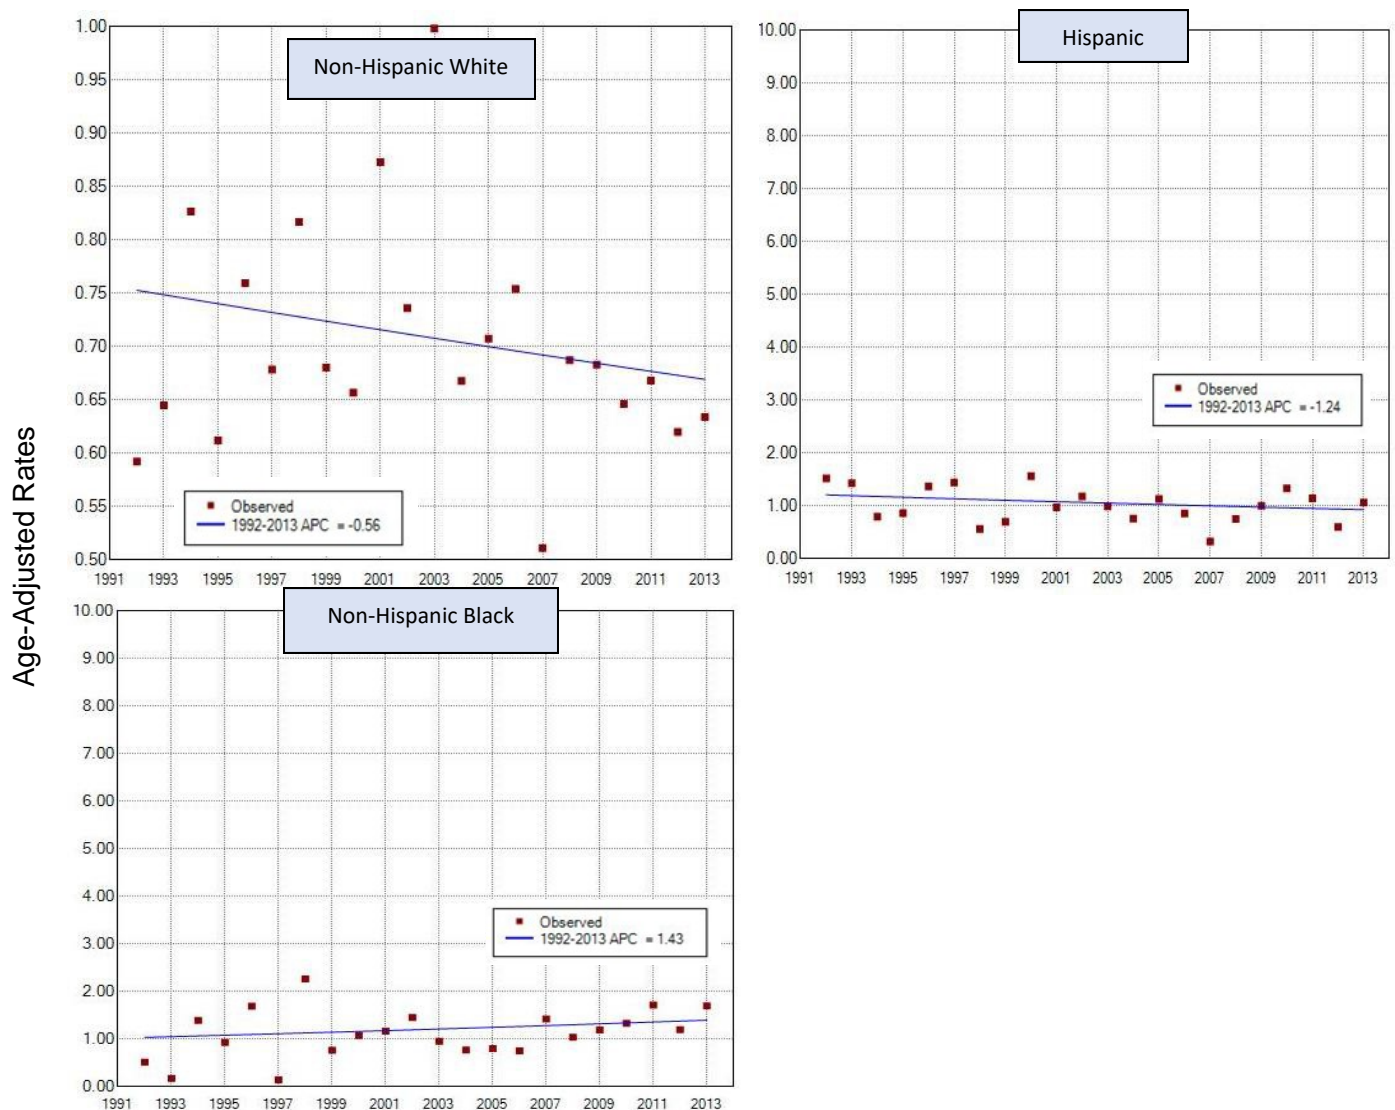 Age-Adjusted Rates
Non-Hispanic White
1.00
0.95
0.90
0.85
0.80
0.75
0.70
0.65
0.60
0.55
0.50
Observed
1992-2013 APC = -0.56
1991 1993 1995 1997 1999 2001 2003 2005 2007 2009 2011 2013
Hispanic
10.00
9.00
8.00
7.00
6.00
5.00
4.00
3.00
2.00
1.00
0.00
Observed
1992-2013 APC = -1.24
1991 1993 1995 1997 1999 2001 2003 2005 2007 2009 2011 2013
Non-Hispanic Black
10.00
9.00
8.00
7.00
6.00
5.00
4.00
3.00
2.00
1.00
0.00
Observed
1992-2013 APC = 1.43
1991 1993 1995 1997 1999 2001 2003 2005 2007 2009 2011 2013